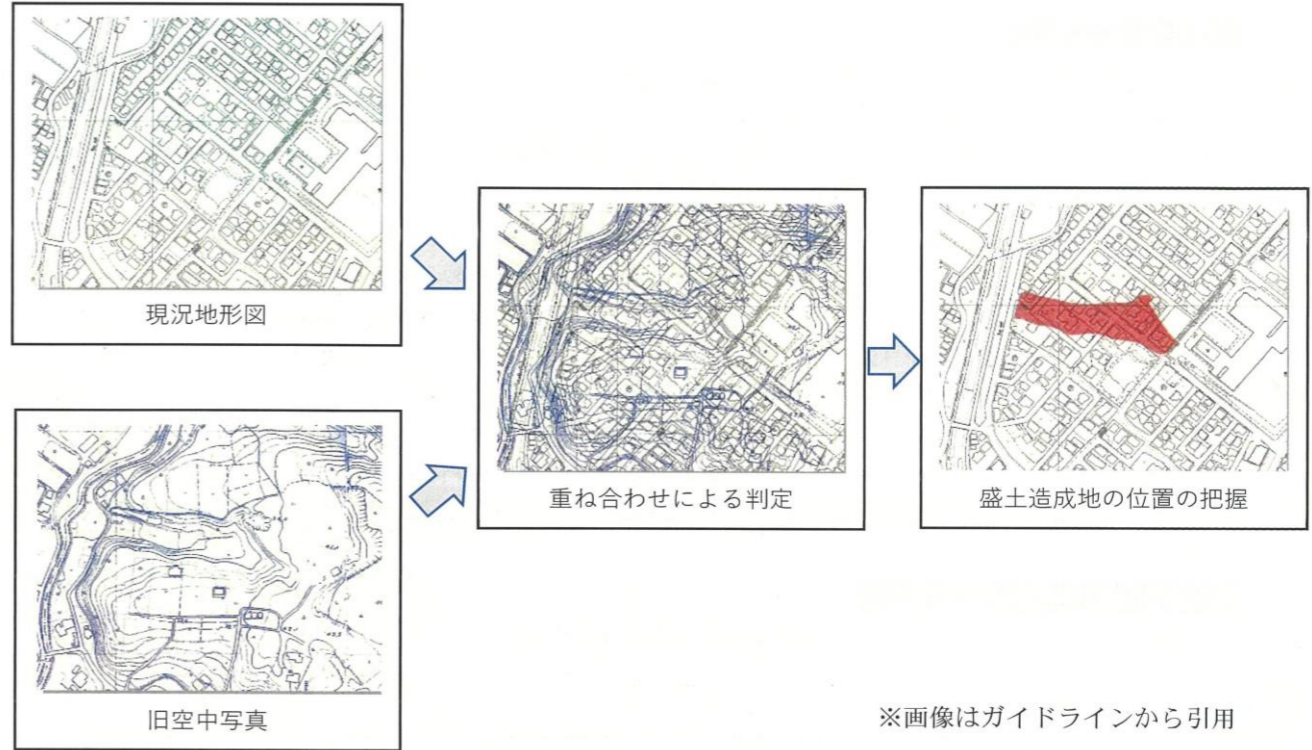 現況地形図
旧空中写真
重ね合わせによる判定
盛土造成地の位置の把握
※画像はガイドラインから引用